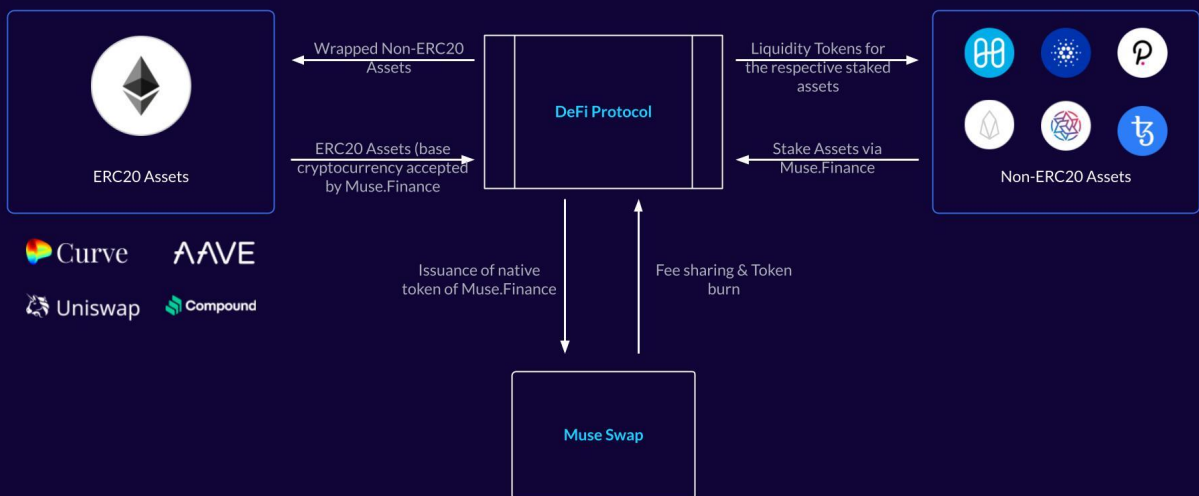 Wrapped Non-ERC20
Assets
Liquidity Tokens for
the respective staked
assets
DeFi Protocol
ERC20 Assets
ERC20 Assets (base
cryptocurrency accepted
by Muse.Finance
Stake Assets via
Muse.Finance
Non-ERC20 Assets
Curve
AAVE
Uniswap
Compound
Issuance of native
token of Muse.Finance
Fee sharing & Token
burn
Muse Swap